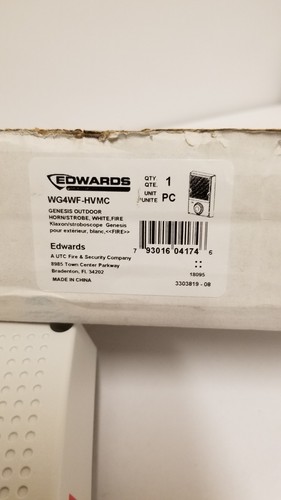 EDWARDS
QTY. 1
QTE.
UNIT PC
UNITE
WG4WF-HVMC
GENESIS OUTDOOR
HORN/STROBE, WHITE,FIRE
Klaxon/stroboscope Genesis
pour extérieur, blanc,<<FIRE>>
Edwards
A UTC Fire & Security Company
8985 Town Center Parkway
Bradenton, FL 34202
MADE IN CHINA
7 93016 04174 6
18095
3303819 - 08